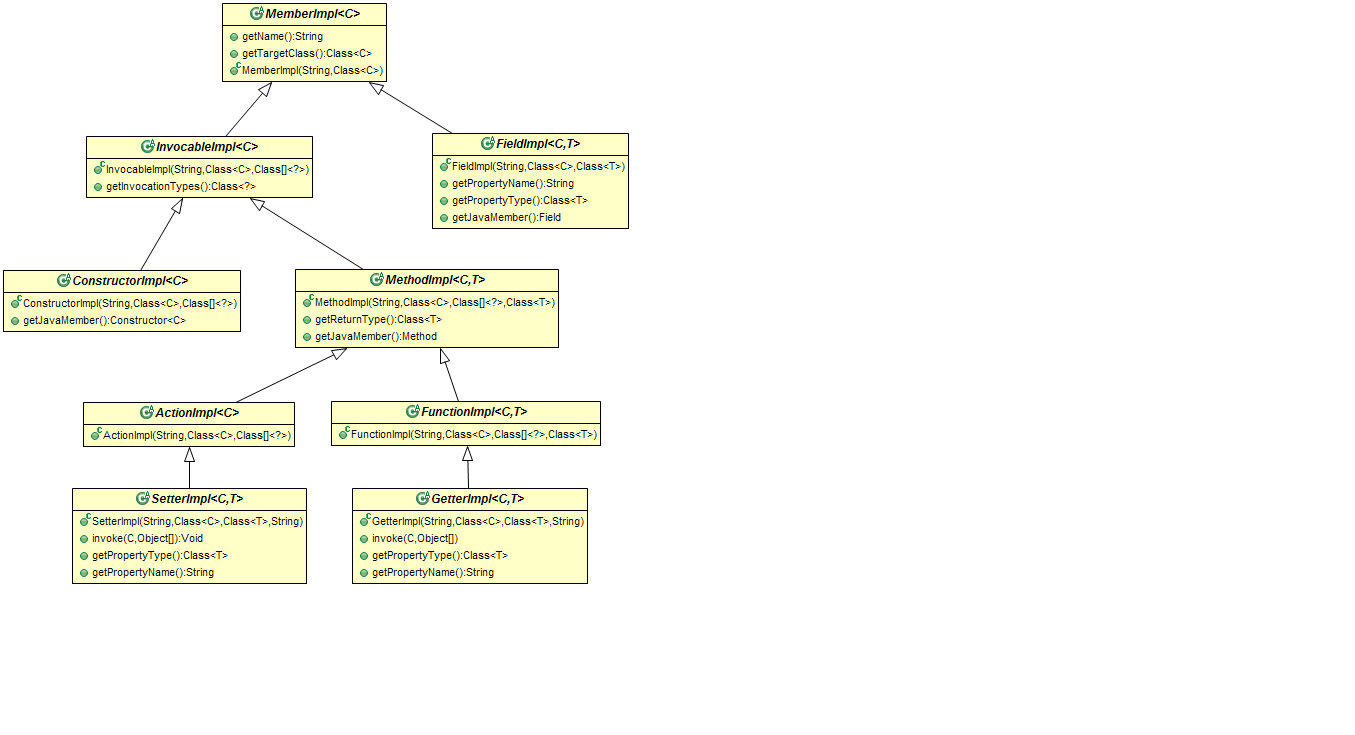 MemberImpl<C>
getName():String
getTargetClass():Class<C>
MemberImpl(String,Class<C>)
InvocableImpl<C>
InvocableImpl(String,Class<C>,Class[]<?>)
getInvocationTypes():Class<?>
FieldImpl<C,T>
FieldImpl(String,Class<C>,Class<T>)
getPropertyName():String
getPropertyType():Class<T>
getJavaMember():Field
ConstructorImpl<C>
ConstructorImpl(String,Class<C>,Class[]<?>)
getJavaMember():Constructor<C>
MethodImpl<C,T>
MethodImpl(String,Class<C>,Class[]<?>,Class<T>)
getReturnType():Class<T>
getJavaMember():Method
ActionImpl<C>
ActionImpl(String,Class<C>,Class[]<?>)
FunctionImpl<C,T>
FunctionImpl(String,Class<C>,Class[]<?>,Class<T>)
SetterImpl<C,T>
SetterImpl(String,Class<C>,Class<T>,String)
invoke(C,Object[]):Void
getPropertyType():Class<T>
getPropertyName():String
GetterImpl<C,T>
GetterImpl(String,Class<C>,Class<T>,String)
invoke(C,Object[])
getPropertyType():Class<T>
getPropertyName():String